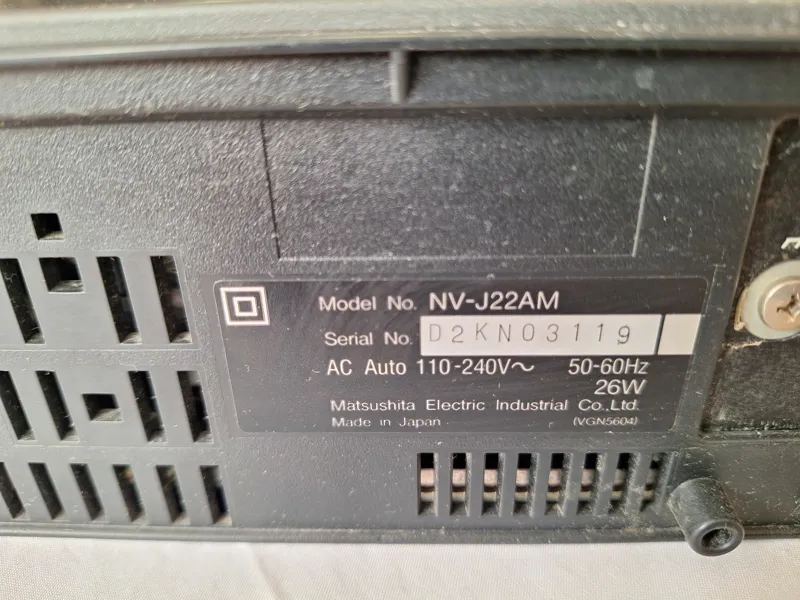 Model No. NV-J22AM
Serial No. D2KN03119
AC Auto 110-240V~ 50-60Hz
26W
Matsushita Electric Industrial Co.,Ltd.
Made in Japan (VGN5604)